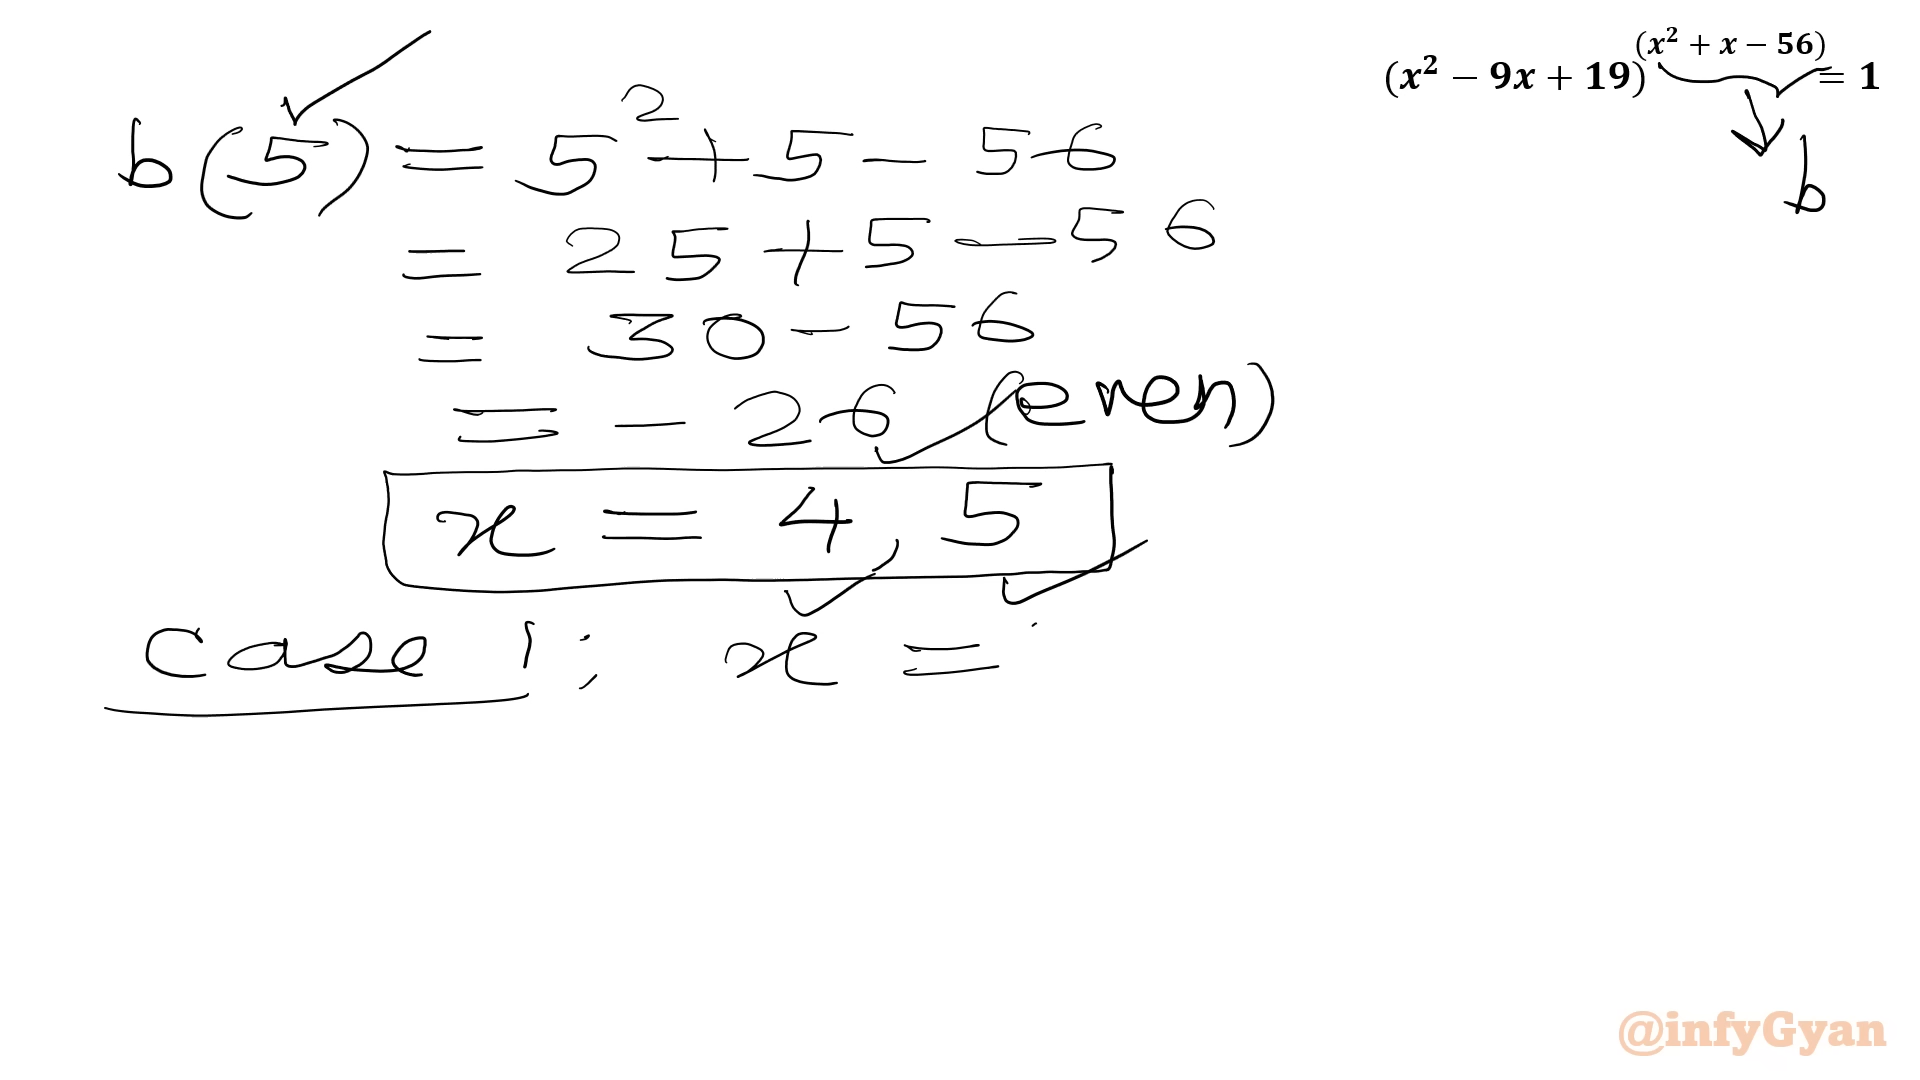 (x² − 9x + 19)^(x² + x − 56) = 1
b
b(5) = 5² + 5 − 56
= 25 + 5 − 56
= 30 − 56
= − 26 (even)
x = 4, 5
Case 1: x =
@infyGyan